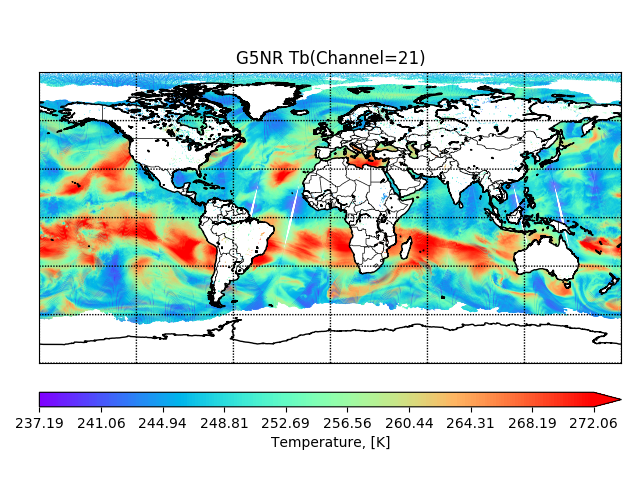 G5NR Tb(Channel=21)
237.19 241.06 244.94 248.81 252.69 256.56 260.44 264.31 268.19 272.06
Temperature, [K]